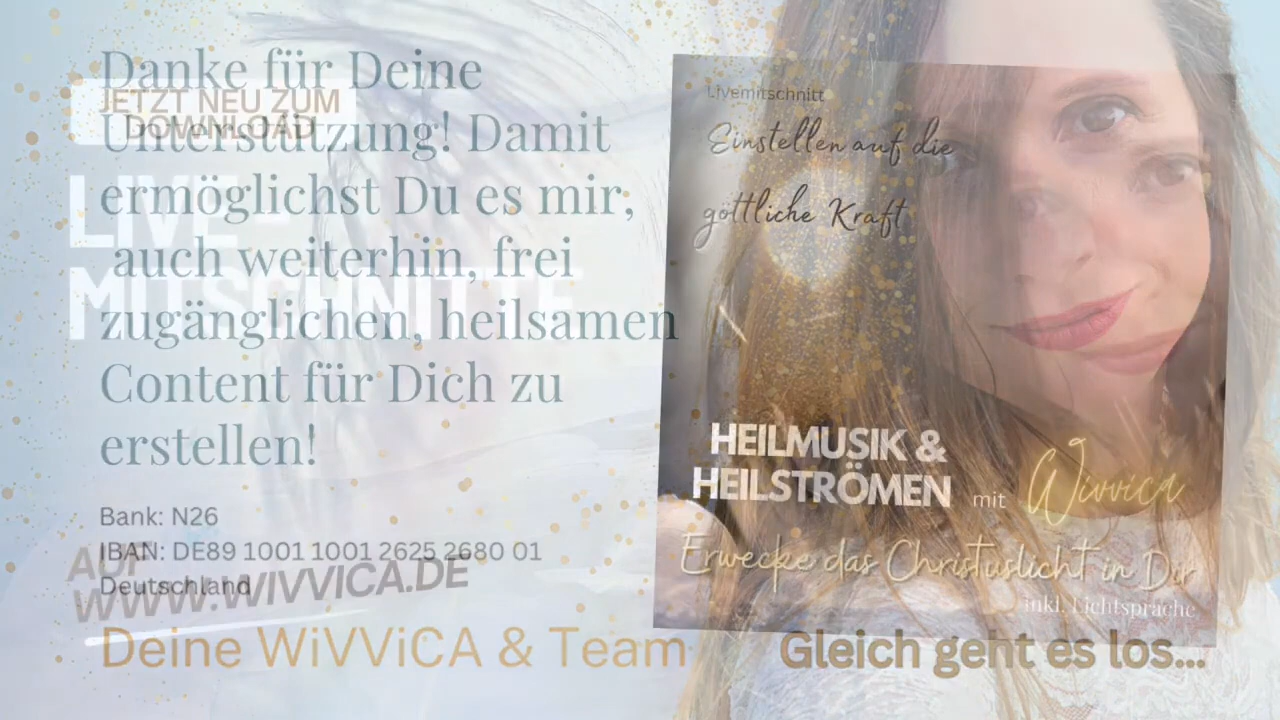 Danke für Deine
Unterstützung! Damit
ermöglichst Du es mir,
auch weiterhin, frei
zugänglichen, heilsamen
Content für Dich zu
erstellen!
Bank: N26
IBAN: DE89 1001 1001 2625 2680 01
Deutschland
Deine WiVViCA & Team
JETZT NEU ZUM
DOWNLOAD
LIVE-
MITSCHNITTE
AUF
WWW.WIVVICA.DE
Livemitschnitt
Einstellen auf die
göttliche Kraft
HEILMUSIK &
HEILSTRÖMEN mit Wivvica
Erwecke das Christuslicht in Dir
inkl. Lichtsprache
Gleich geht es los...